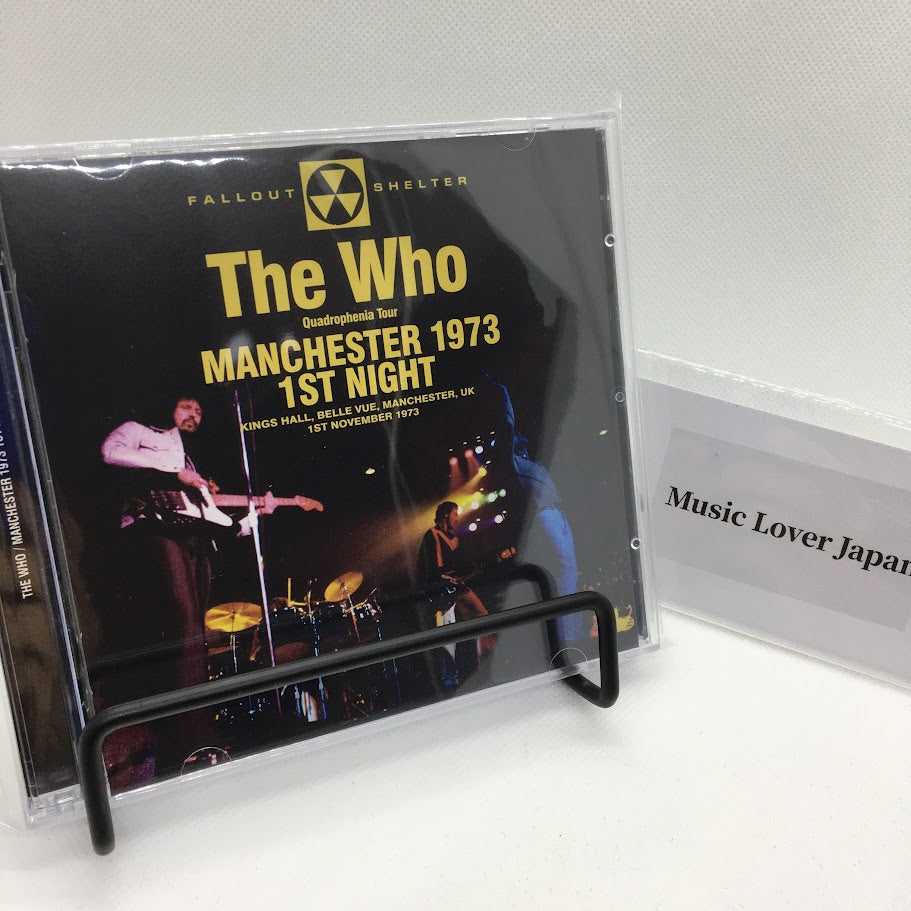 FALLOUT SHELTER
The Who
Quadrophenia Tour
MANCHESTER 1973
1ST NIGHT
KINGS HALL, BELLE VUE, MANCHESTER, UK
1ST NOVEMBER 1973
THE WHO / MANCHESTER 1973
Music Lover Japan